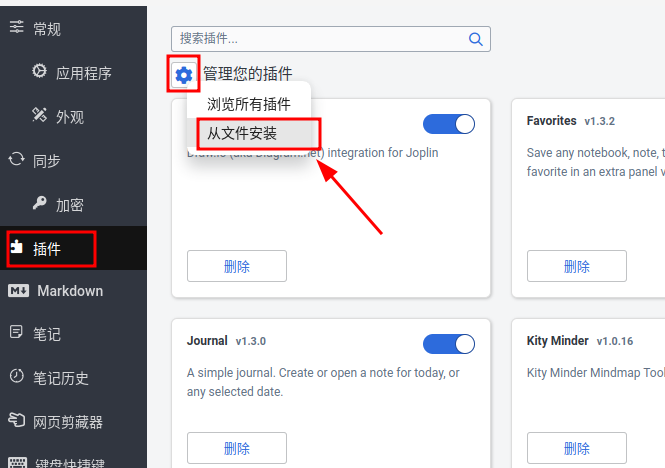 常规
应用程序
外观
同步
加密
插件
Markdown
笔记
笔记历史
网页剪藏器
键盘快捷键
搜索插件...
管理您的插件
浏览所有插件
从文件安装
Draw.io (aka Diagram.net) integration for Joplin
删除
Favorites v1.3.2
Save any notebook, note, t
favorite in an extra panel v
删除
Journal v1.3.0
A simple journal. Create or open a note for today, or
any selected date.
删除
Kity Minder v1.0.16
Kity Minder Mindmap Tool
删除